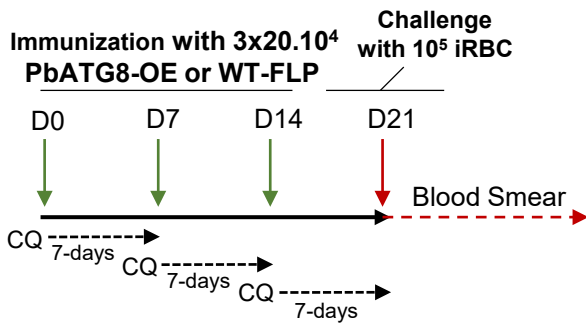 Immunization with 3x20.10⁴
PbATG8-OE or WT-FLP
Challenge
with 10⁵ iRBC
D0 D7 D14 D21
Blood Smear
CQ 7-days
CQ 7-days
CQ 7-days